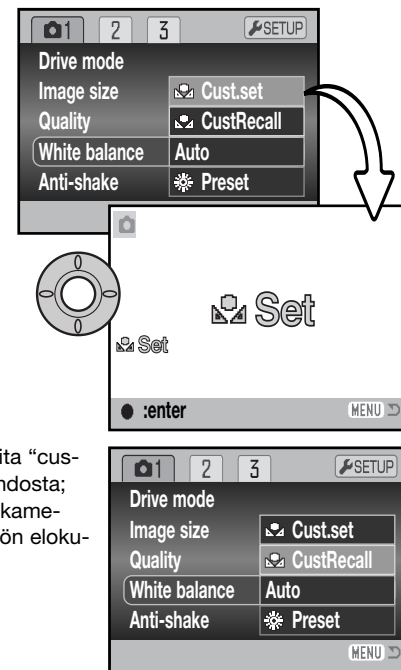 1 2 3 SETUP
Drive mode
Image size Cust.set
Quality CustRecall
White balance Auto
Anti-shake Preset
Set
Set
:enter MENU
ita “cus-
ndosta;
kame-
ön eloku-
1 2 3 SETUP
Drive mode
Image size Cust.set
Quality CustRecall
White balance Auto
Anti-shake Preset
MENU